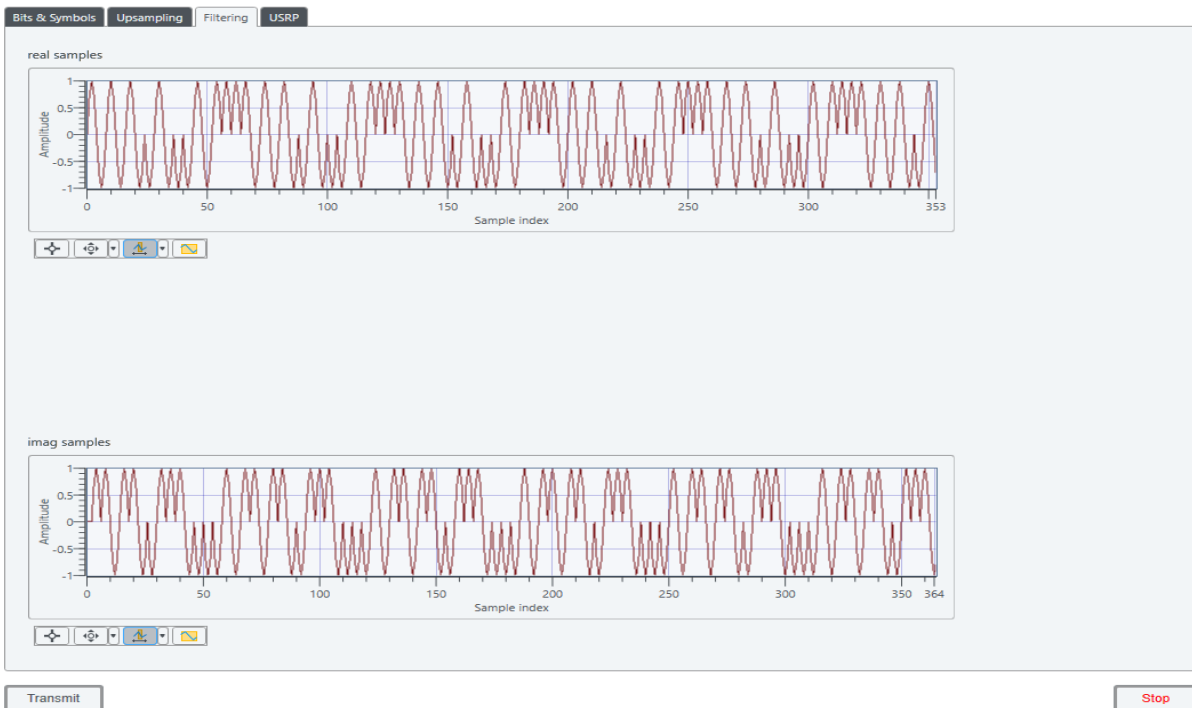 Bits & Symbols Upsampling Filtering USRP
real samples
1
0.5
0
-0.5
-1
Amplitude
0 50 100 150 200 250 300 353
Sample index
imag samples
1
0.5
0
-0.5
-1
Amplitude
0 50 100 150 200 250 300 350 364
Sample index
Transmit Stop